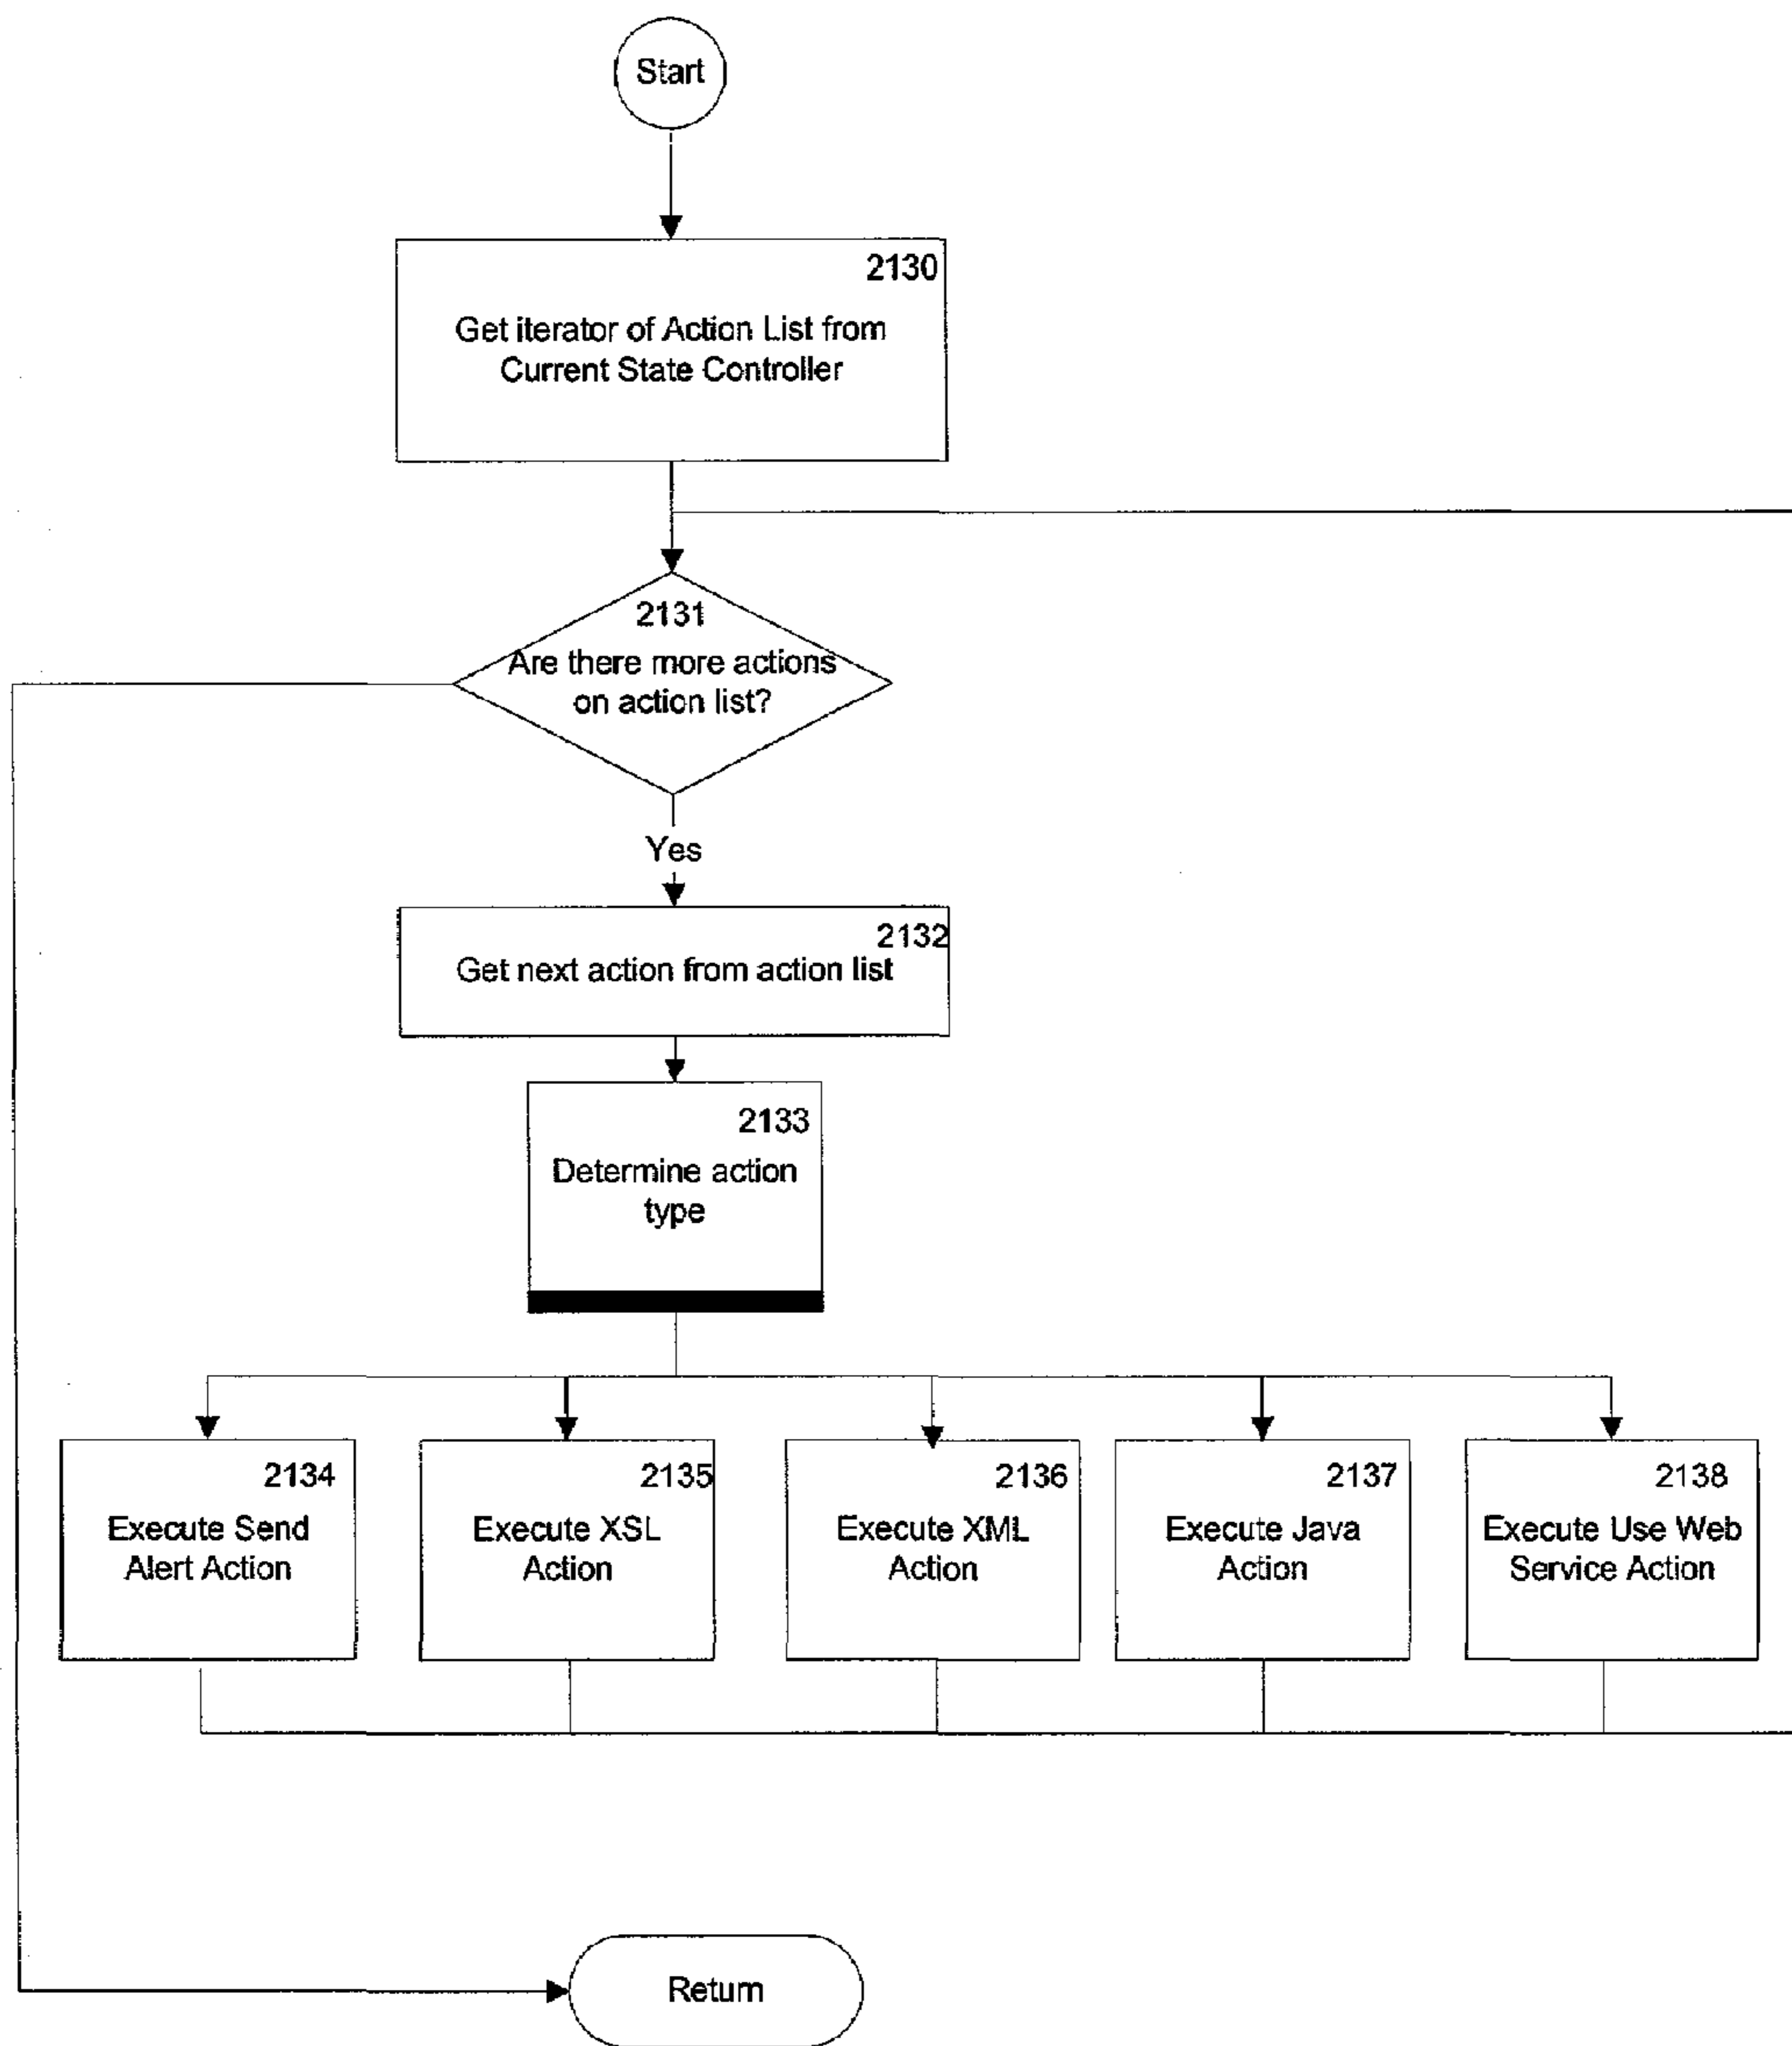 Start
2130
Get iterator of Action List from
Current State Controller
2131
Are there more actions
on action list?
Yes
2132
Get next action from action list
2133
Determine action
type
2134
Execute Send
Alert Action
2135
Execute XSL
Action
2136
Execute XML
Action
2137
Execute Java
Action
2138
Execute Use Web
Service Action
Return